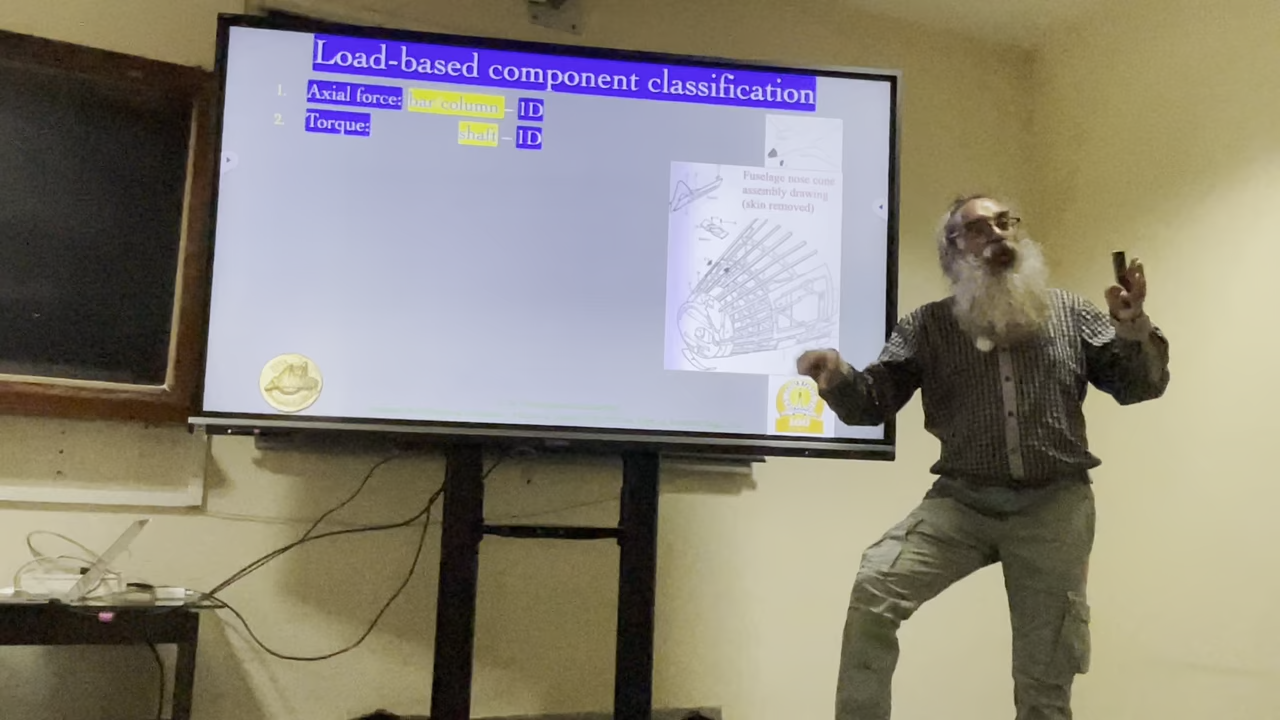 Load-based component classification
1. Axial force: bar column – 1D
2. Torque: shaft – 1D
Fuselage nose cone
assembly drawing
(skin removed)
100